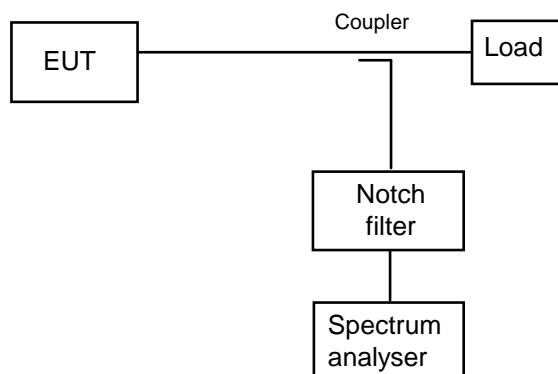 Coupler
EUT
Load
Notch
filter
Spectrum
analyser